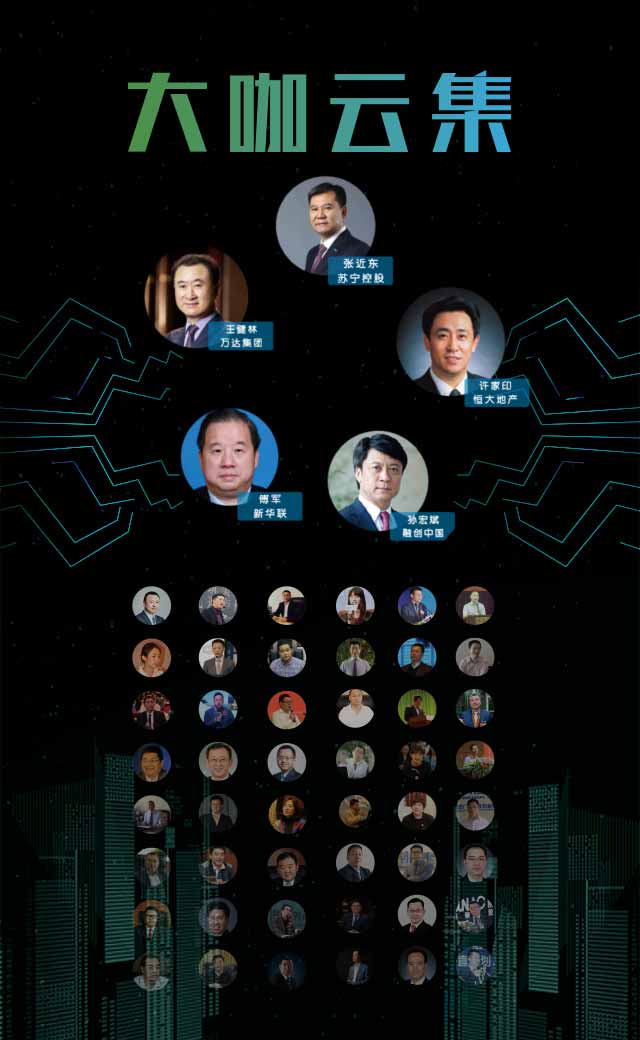 大咖云集
张近东
苏宁控股
王健林
万达集团
许家印
恒大地产
傅军
新华联
孙宏斌
融创中国